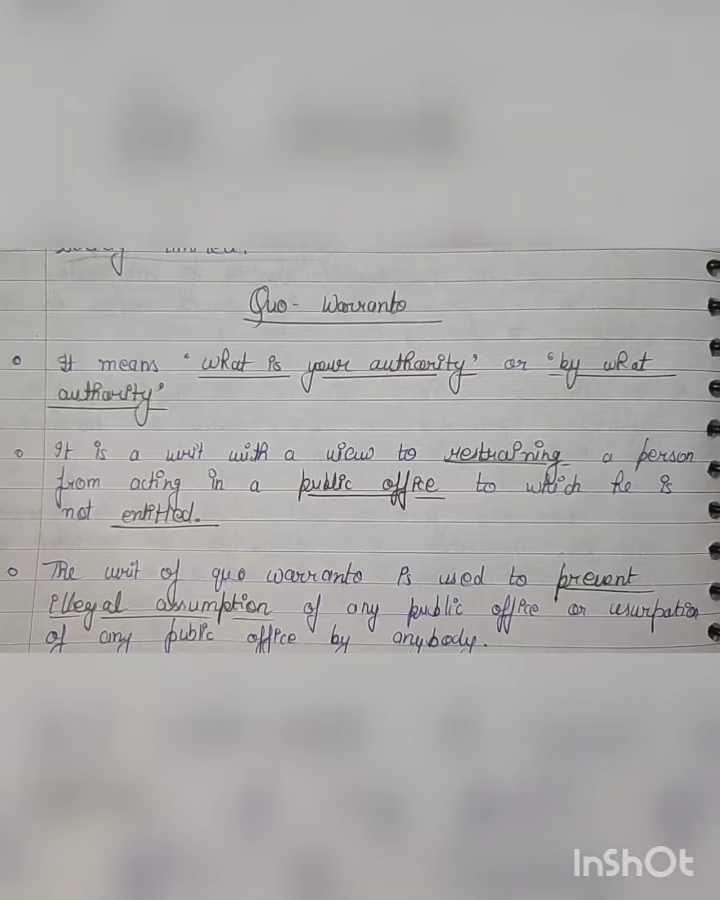 Quo- Warranto
It means 'what is your authority' or 'by what
authority'
It is a writ with a view to restraining a person
from acting in a public office to which he is
not entitled.
The writ of quo warranto is used to prevent
illegal assumption of any public office or usurpation
of any public office by anybody.
InShOt